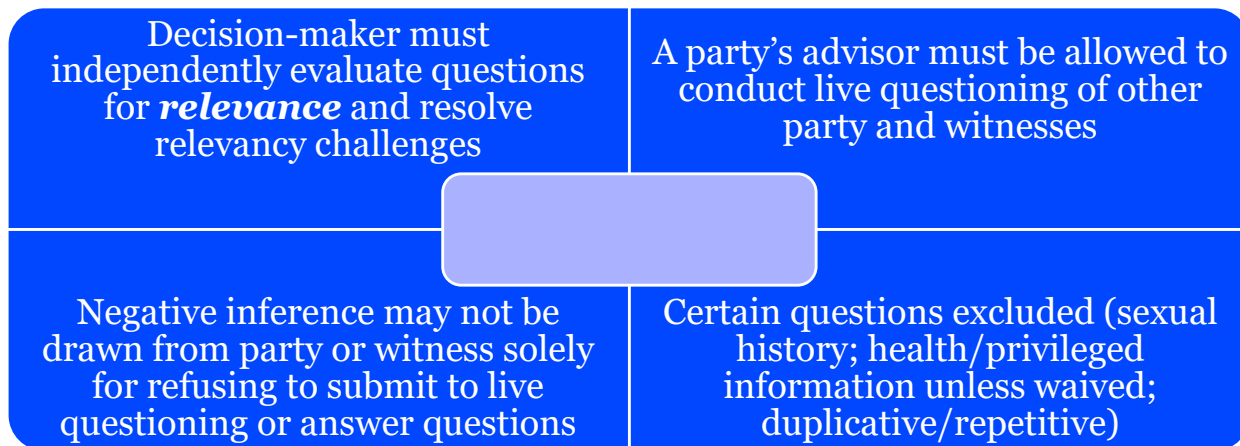 Decision-maker must
independently evaluate questions
for relevance and resolve
relevancy challenges
A party’s advisor must be allowed to
conduct live questioning of other
party and witnesses
Negative inference may not be
drawn from party or witness solely
for refusing to submit to live
questioning or answer questions
Certain questions excluded (sexual
history; health/privileged
information unless waived;
duplicative/repetitive)